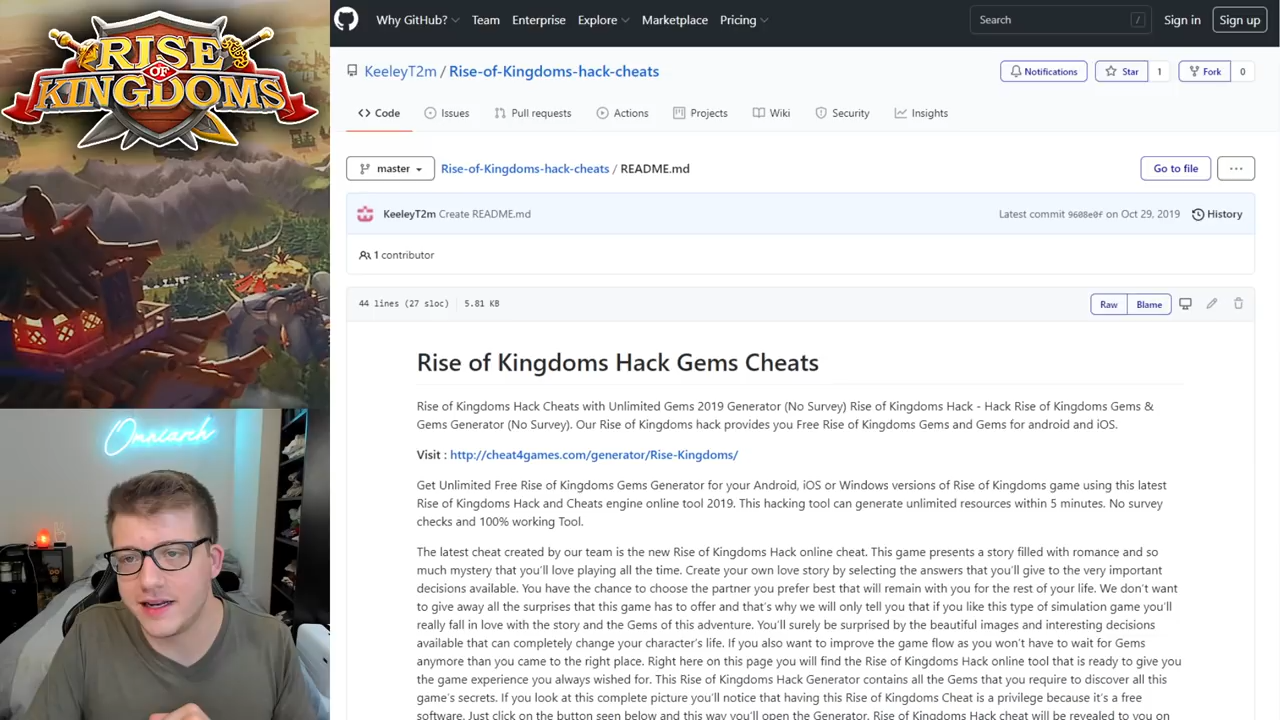 RISE
OF
KINGDOMS
Omniarch
Why GitHub? Team Enterprise Explore Marketplace Pricing
Search /
Sign in Sign up
KeeleyT2m / Rise-of-Kingdoms-hack-cheats
Notifications Star 1 Fork 0
Code Issues Pull requests Actions Projects Wiki Security Insights
master Rise-of-Kingdoms-hack-cheats / README.md Go to file ...
KeeleyT2m Create README.md Latest commit 9608e0f on Oct 29, 2019 History
1 contributor
44 lines (27 sloc) 5.81 KB Raw Blame
Rise of Kingdoms Hack Gems Cheats
Rise of Kingdoms Hack Cheats with Unlimited Gems 2019 Generator (No Survey) Rise of Kingdoms Hack - Hack Rise of Kingdoms Gems &
Gems Generator (No Survey). Our Rise of Kingdoms hack provides you Free Rise of Kingdoms Gems and Gems for android and iOS.
Visit : http://cheat4games.com/generator/Rise-Kingdoms/
Get Unlimited Free Rise of Kingdoms Gems Generator for your Android, iOS or Windows versions of Rise of Kingdoms game using this latest
Rise of Kingdoms Hack and Cheats engine online tool 2019. This hacking tool can generate unlimited resources within 5 minutes. No survey
checks and 100% working Tool.
The latest cheat created by our team is the new Rise of Kingdoms Hack online cheat. This game presents a story filled with romance and so
much mystery that you'll love playing all the time. Create your own love story by selecting the answers that you'll give to the very important
decisions available. You have the chance to choose the partner you prefer best that will remain with you for the rest of your life. We don't want
to give away all the surprises that this game has to offer and that's why we will only tell you that if you like this type of simulation game you'll
really fall in love with the story and the Gems of this adventure. You'll surely be surprised by the beautiful images and interesting decisions
available that can completely change your character's life. If you also want to improve the game flow as you won't have to wait for Gems
anymore than you came to the right place. Right here on this page you will find the Rise of Kingdoms Hack online tool that is ready to give you
the game experience you always wished for. This Rise of Kingdoms Hack Generator contains all the Gems that you require to discover all this
game's secrets. If you look at this complete picture you'll notice that having this Rise of Kingdoms Cheat is a privilege because it's a free
software. Just click on the button seen below and this way you'll open the Generator. Rise of Kingdoms Hack cheat will be revealed to you on